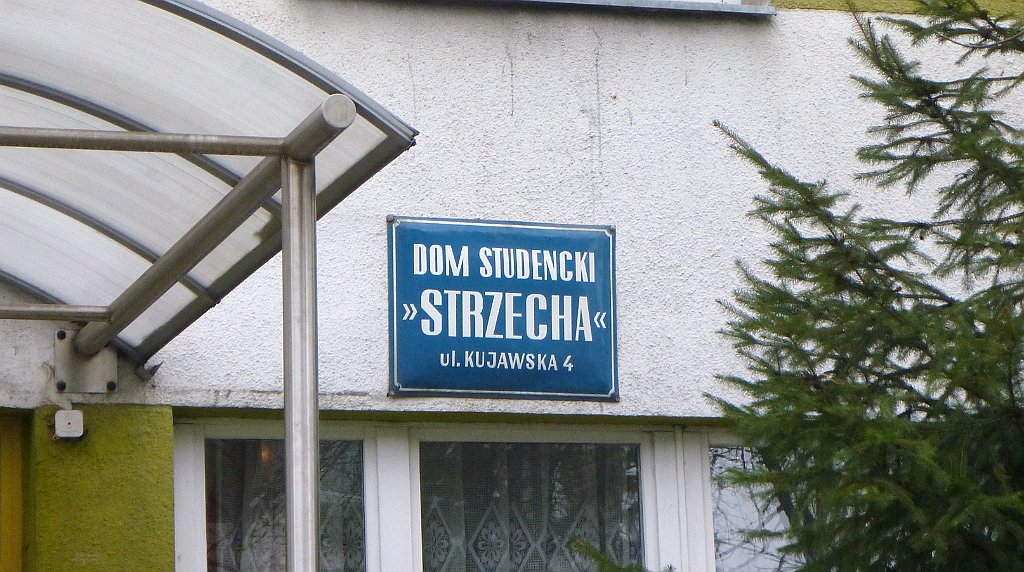 DOM STUDENCKI
»STRZECHA«
ul. KUJAWSKA 4